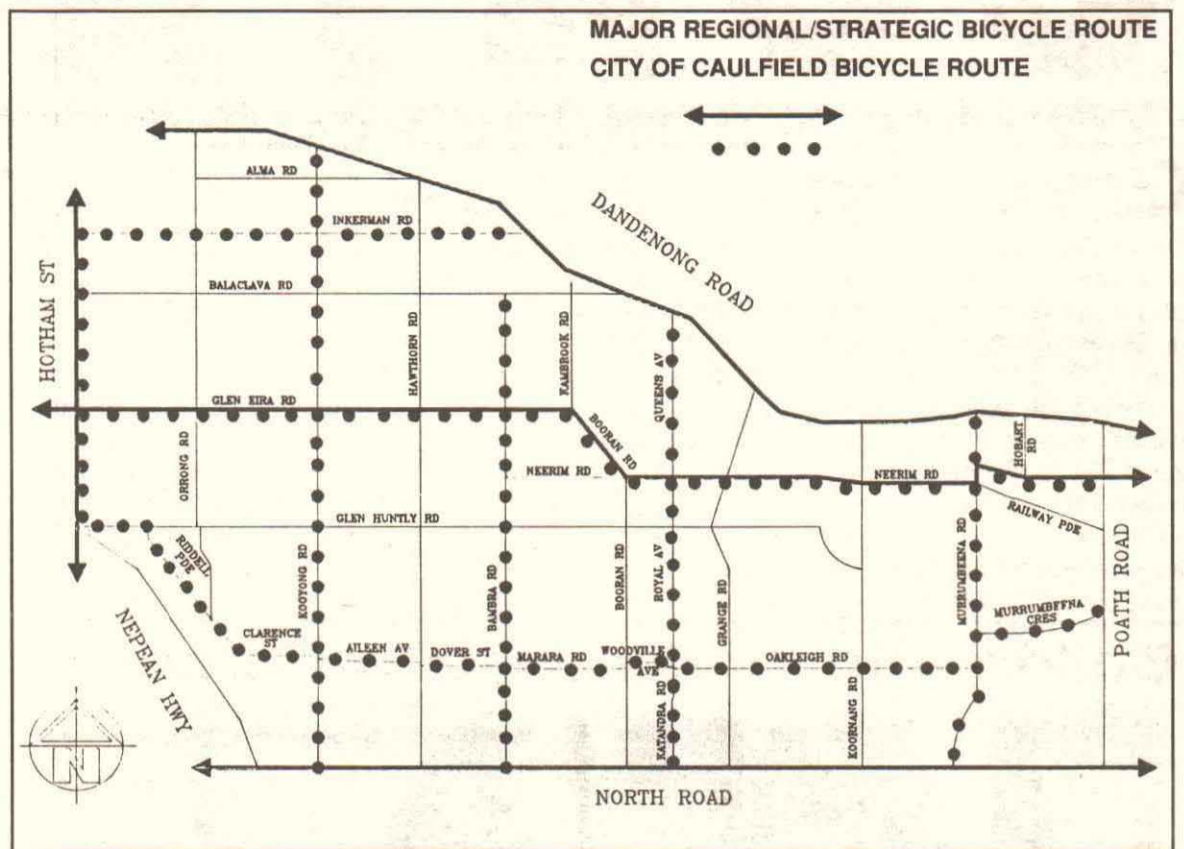 MAJOR REGIONAL/STRATEGIC BICYCLE ROUTE
CITY OF CAULFIELD BICYCLE ROUTE
ALMA RD
INKERMAN RD
DANDENONG ROAD
BALACLAVA RD
HOTHAM ST
HAWTHORN RD
KAMBROOK RD
QUEENS AV
GLEN EIRA RD
BOORAN RD
HOBART
RD
ORRONG RD
NEERIM RD
NEERIM RD
RAILWAY PDE
GLEN HUNTLY RD
RIDDELL
PDE
KOOYONG RD
BAMBRA RD
BOORAN RD
ROYAL AV
GRANGE RD
MURRUMBEENA RD
MURRUMBEENA
CRES
POATH ROAD
NEPEAN HWY
CLARENCE
ST
AILEEN AV
DOVER ST
MARARA RD
WOODVILLE
AVE
OAKLEIGH RD
KATANDRA RD
KOORNANG RD
N
NORTH ROAD